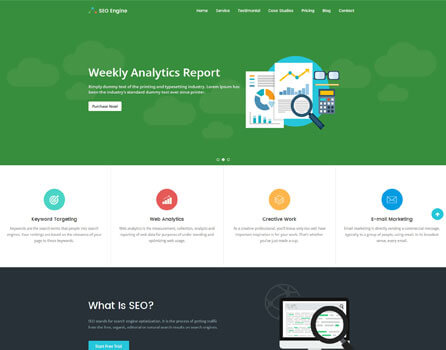 SEO Engine
Home Service Testimonial Case Studies Pricing Blog Contact
Weekly Analytics Report
Simply dummy text of the printing and typesetting industry. Lorem Ipsum has
been the industry's standard dummy text ever since printer.
Purchase Now!
Keyword Targeting
Keywords are the search terms that people may search
engines. Your rankings are based on the relevance of your
page to those keywords.
Web Analytics
Web analytics is the measurement, collection, analysis and
reporting of web data for purposes of under standing and
optimizing web usage.
Creative Work
As a creative professional, you'll know why we well have
important inspiration is for your work. That's whether
you've just made a cup.
E-mail Marketing
Email marketing is directly sending a commercial message,
typically to a group of people, using email. In its broadest
sense, every email.
What Is SEO?
SEO stands for search engine optimization. It is the process of getting traffic
from the free, organic, editorial or natural search results on search engines.
Start Free Trial